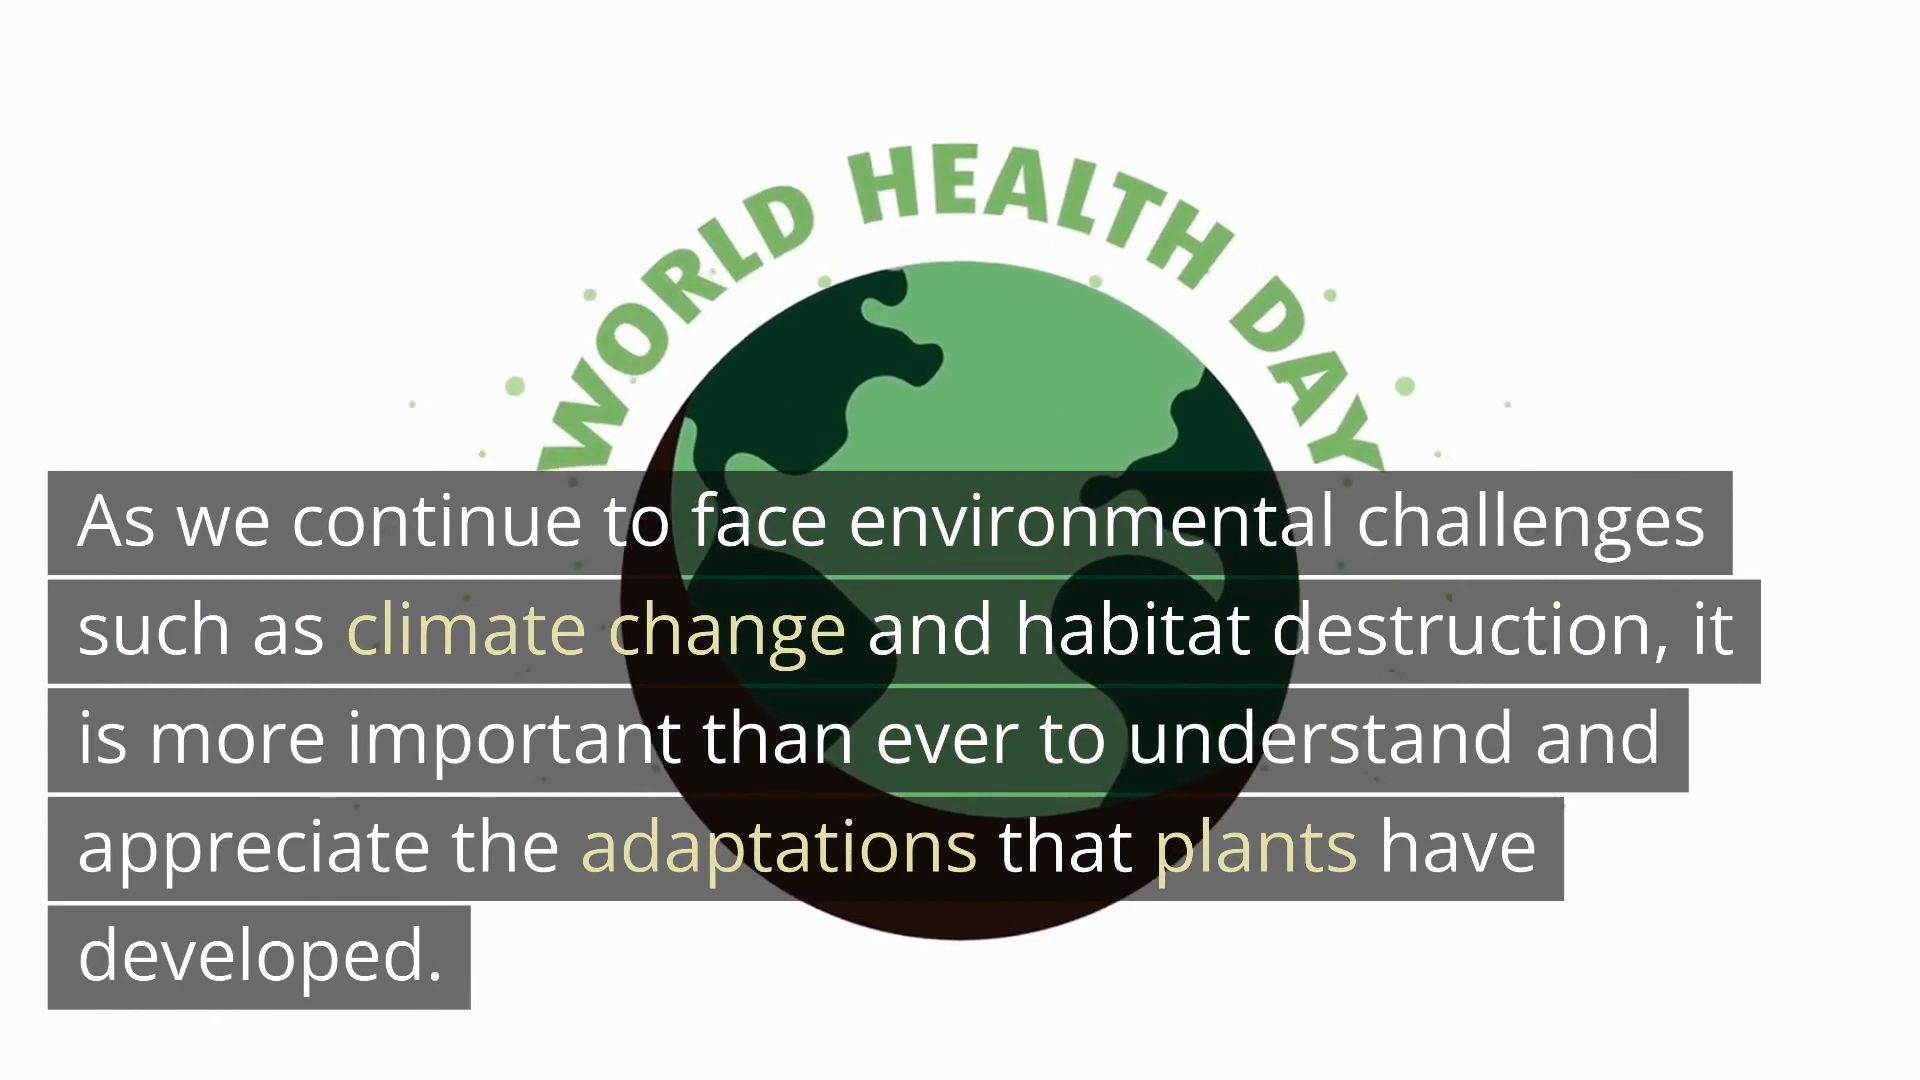 WORLD HEALTH DAY
As we continue to face environmental challenges
such as climate change and habitat destruction, it
is more important than ever to understand and
appreciate the adaptations that plants have
developed.